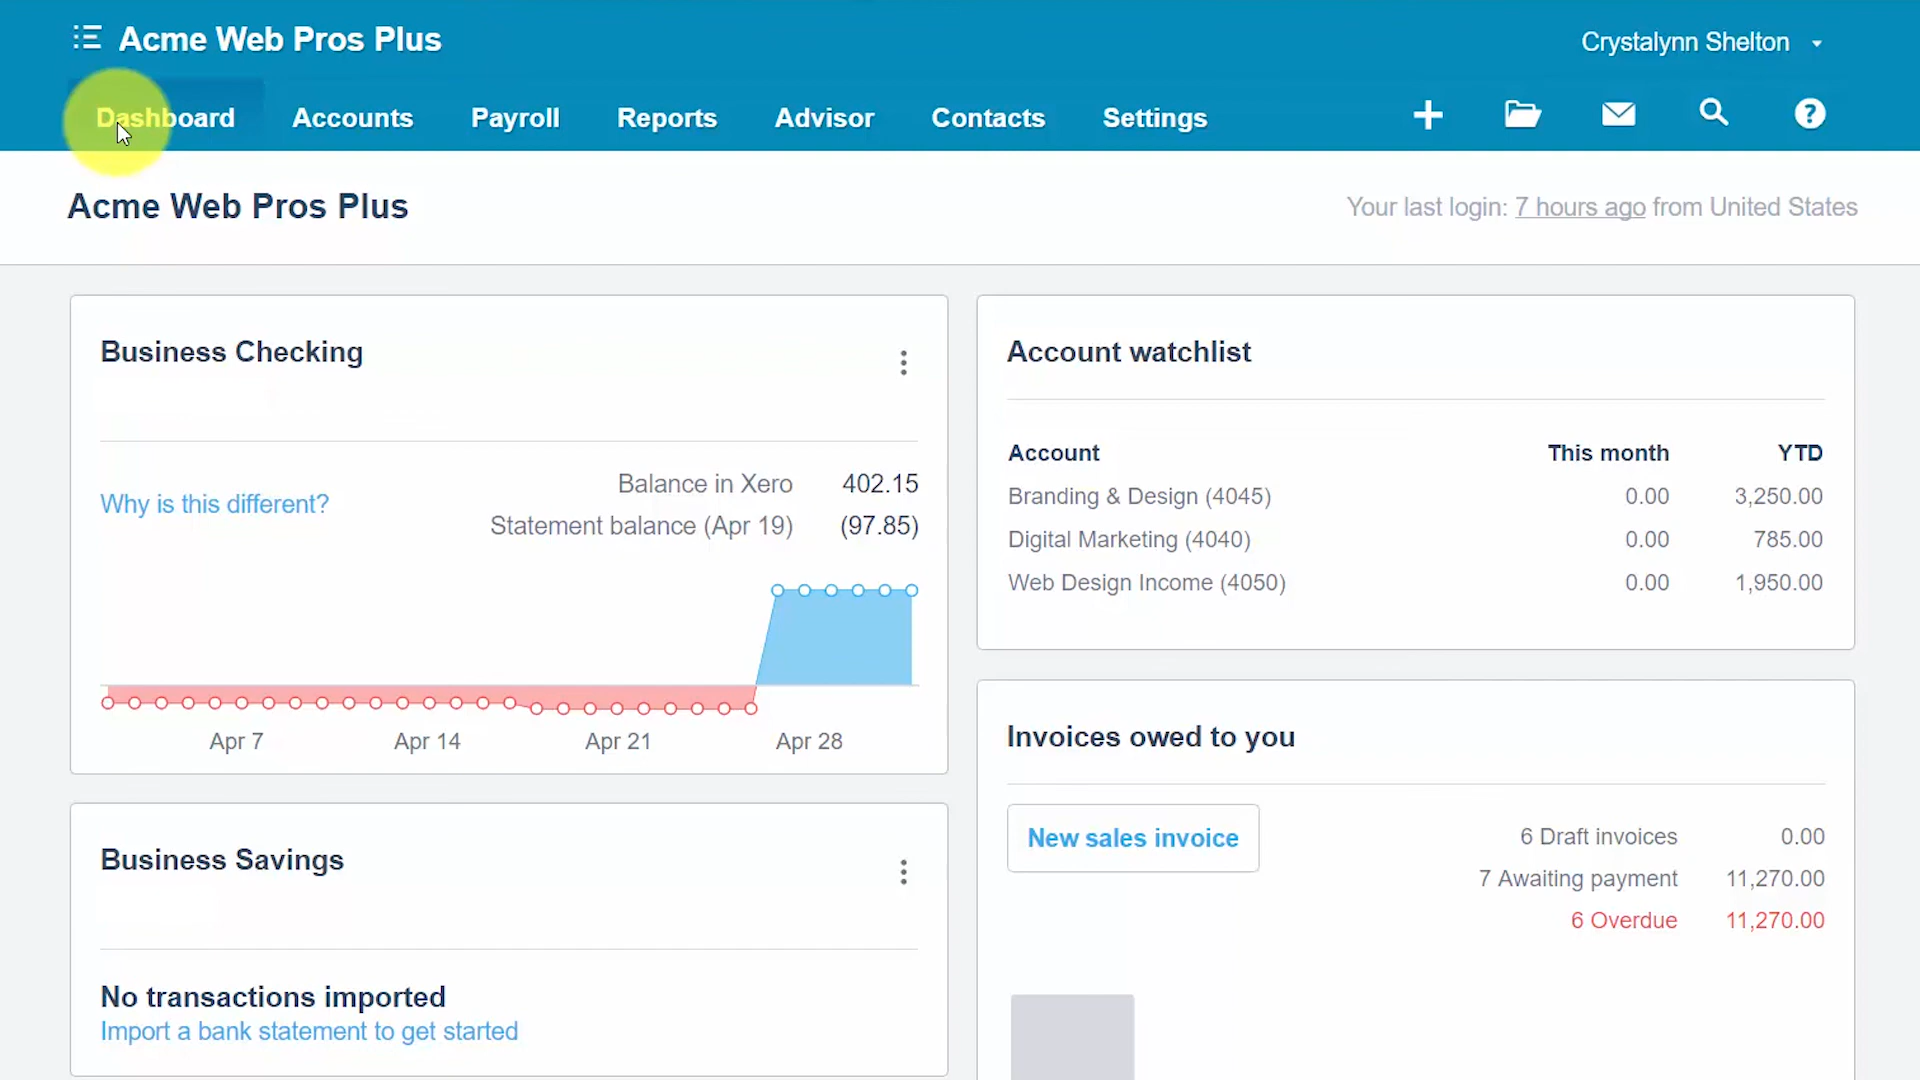 Acme Web Pros Plus
Crystalynn Shelton
Dashboard Accounts Payroll Reports Advisor Contacts Settings
Acme Web Pros Plus
Your last login: 7 hours ago from United States
Business Checking
Why is this different?
Balance in Xero 402.15
Statement balance (Apr 19) (97.85)
Apr 7 Apr 14 Apr 21 Apr 28
Business Savings
No transactions imported
Import a bank statement to get started
Account watchlist
Account This month YTD
Branding & Design (4045) 0.00 3,250.00
Digital Marketing (4040) 0.00 785.00
Web Design Income (4050) 0.00 1,950.00
Invoices owed to you
New sales invoice
6 Draft invoices 0.00
7 Awaiting payment 11,270.00
6 Overdue 11,270.00